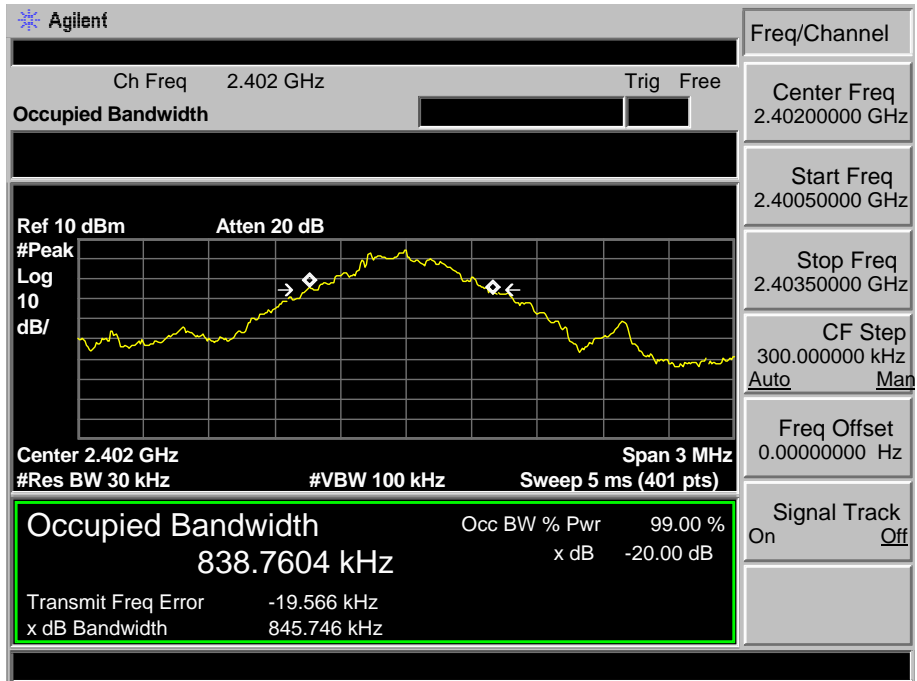 Agilent
Freq/Channel
Ch Freq 2.402 GHz Trig Free
Occupied Bandwidth
Center Freq
2.40200000 GHz
Start Freq
2.40050000 GHz
Stop Freq
2.40350000 GHz
CF Step
300.000000 kHz
Auto Man
Freq Offset
0.00000000 Hz
Signal Track
On Off
Ref 10 dBm Atten 20 dB
#Peak
Log
10
dB/
Center 2.402 GHz Span 3 MHz
#Res BW 30 kHz #VBW 100 kHz Sweep 5 ms (401 pts)
Occupied Bandwidth Occ BW % Pwr 99.00 %
838.7604 kHz x dB -20.00 dB
Transmit Freq Error -19.566 kHz
x dB Bandwidth 845.746 kHz